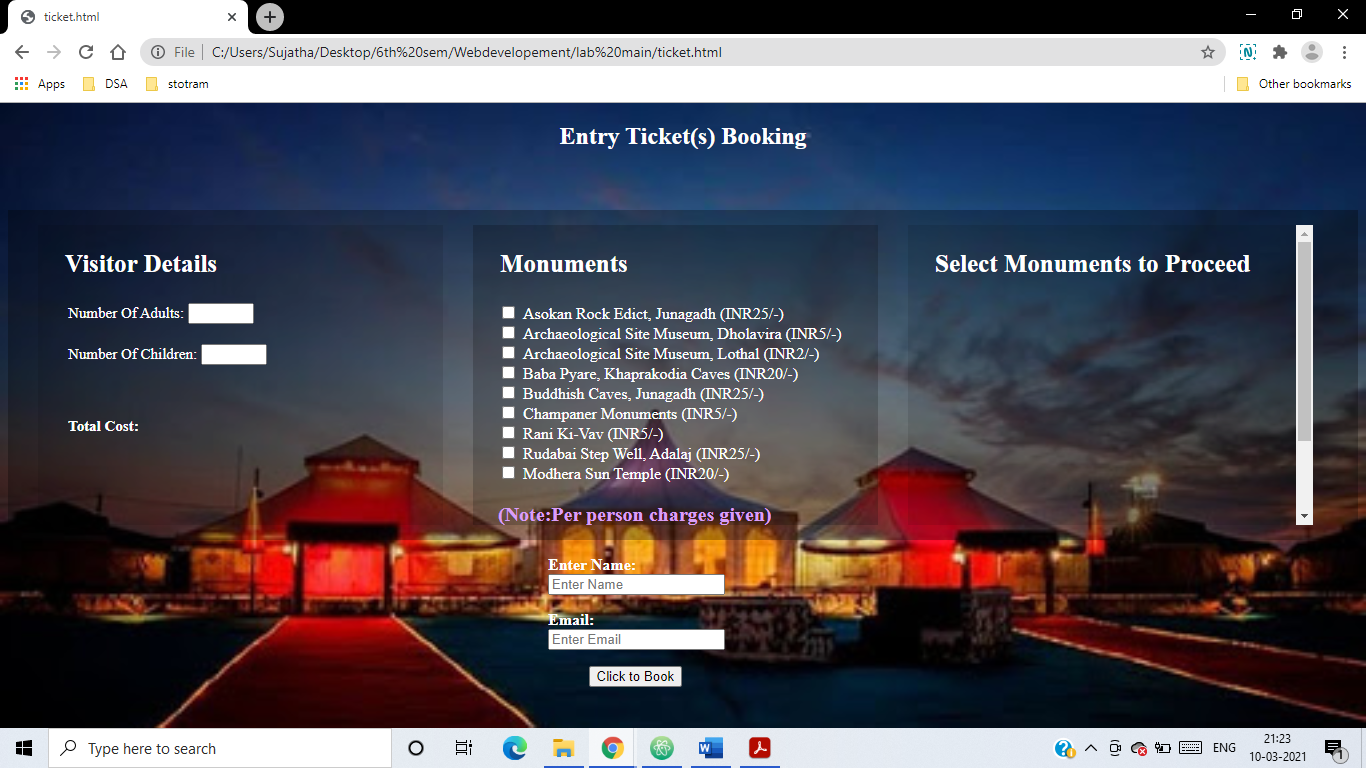 ticket.html
File
C:/Users/Sujatha/Desktop/6th%20sem/Webdevelopement/lab%20main/ticket.html
Apps
DSA
stotram
Other bookmarks
Entry Ticket(s) Booking
Visitor Details
Number Of Adults:
Number Of Children:
Total Cost:
Monuments
Asokan Rock Edict, Junagadh (INR25/-)
Archaeological Site Museum, Dholavira (INR5/-)
Archaeological Site Museum, Lothal (INR2/-)
Baba Pyare, Khaprakodia Caves (INR20/-)
Buddhish Caves, Junagadh (INR25/-)
Champaner Monuments (INR5/-)
Rani Ki-Vav (INR5/-)
Rudabai Step Well, Adalaj (INR25/-)
Modhera Sun Temple (INR20/-)
(Note:Per person charges given)
Select Monuments to Proceed
Enter Name:
Enter Name
Email:
Enter Email
Click to Book
Type here to search
ENG
21:23
10-03-2021
1